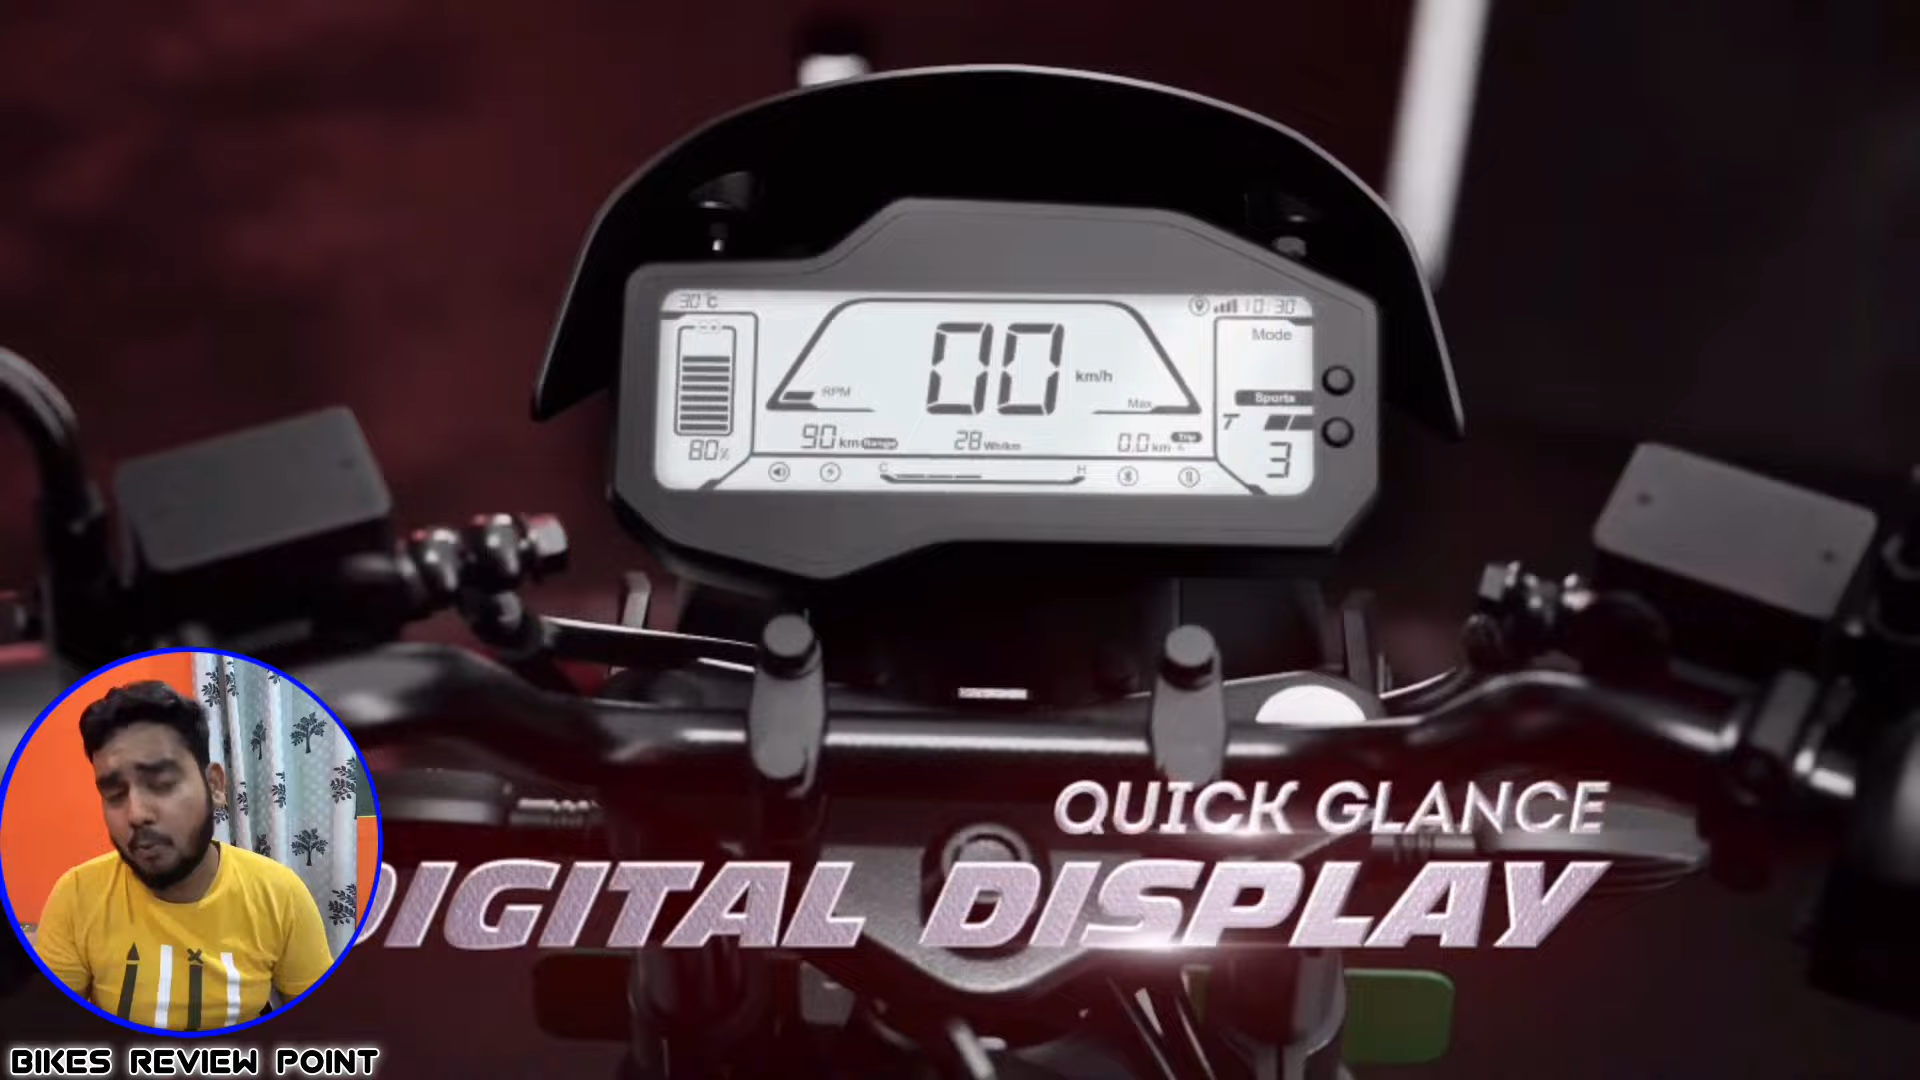 30°C
10:30
Mode
00
km/h
RPM
Max
Sports
T
90 km Range
28 Wh/km
0.0 km Trip
80%
3
C
H
QUICK GLANCE
DIGITAL DISPLAY
BIKES REVIEW POINT